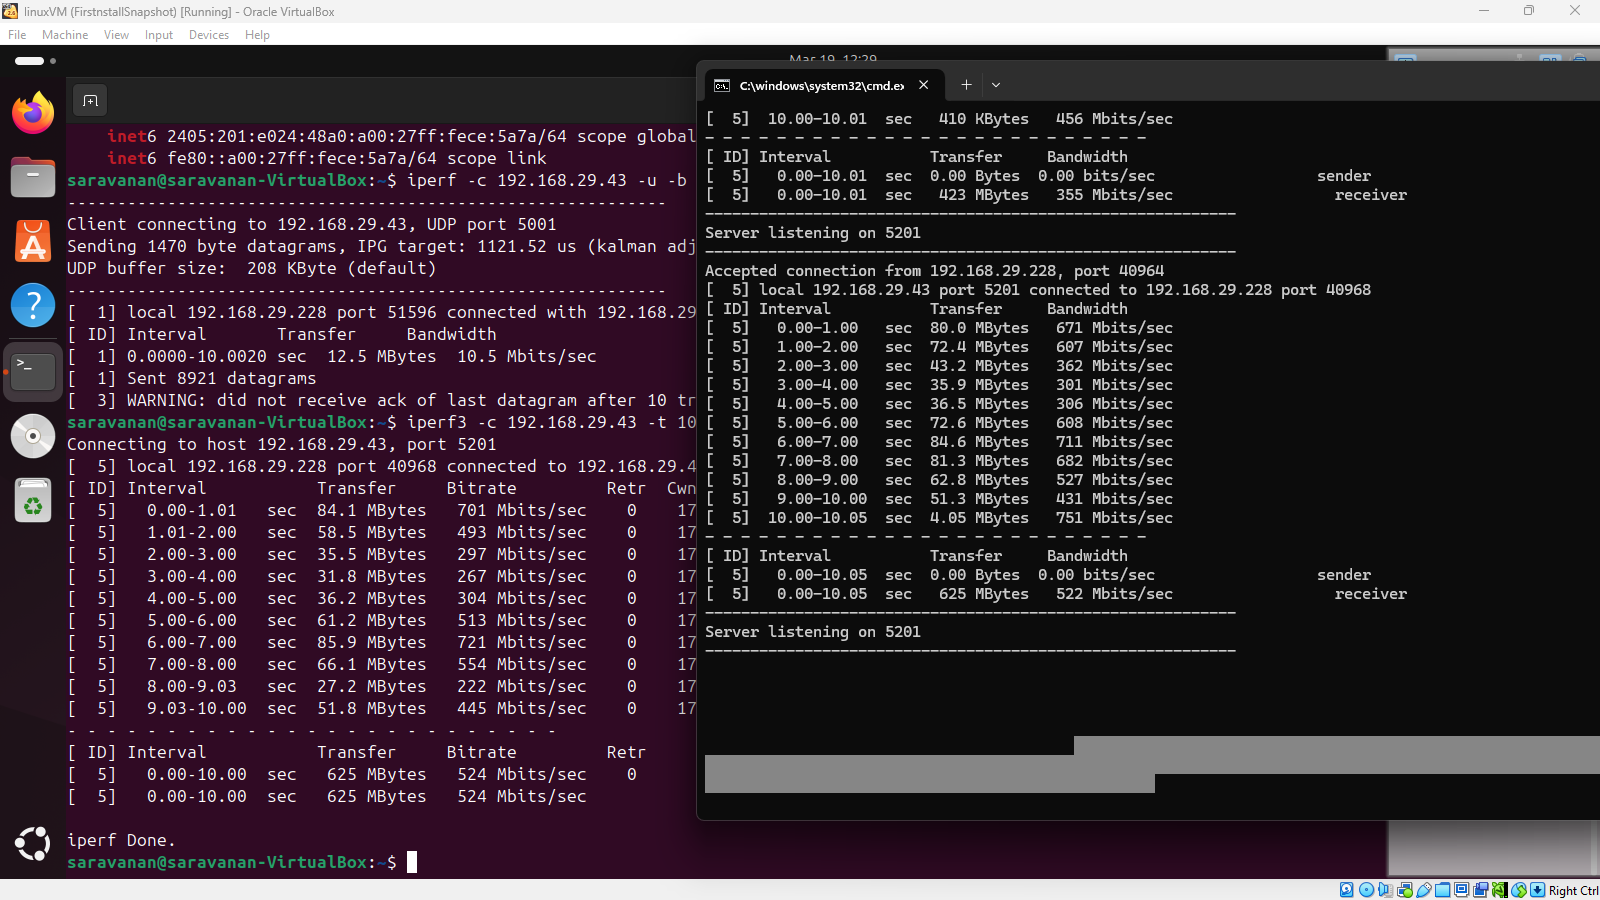 linuxVM (FirstnstallSnapshot) [Running] - Oracle VirtualBox
File Machine View Input Devices Help
inet6 2405:201:e024:48a0:a00:27ff:fece:5a7a/64 scope global
inet6 fe80::a00:27ff:fece:5a7a/64 scope link
saravanan@saravanan-VirtualBox:~$ iperf -c 192.168.29.43 -u -b
------------------------------------------------------------
Client connecting to 192.168.29.43, UDP port 5001
Sending 1470 byte datagrams, IPG target: 1121.52 us (kalman adj
UDP buffer size:  208 KByte (default)
------------------------------------------------------------
[  1] local 192.168.29.228 port 51596 connected with 192.168.29
[ ID] Interval       Transfer     Bandwidth
[  1] 0.0000-10.0020 sec  12.5 MBytes  10.5 Mbits/sec
[  1] Sent 8921 datagrams
[  3] WARNING: did not receive ack of last datagram after 10 tr
saravanan@saravanan-VirtualBox:~$ iperf3 -c 192.168.29.43 -t 10
Connecting to host 192.168.29.43, port 5201
[  5] local 192.168.29.228 port 40968 connected to 192.168.29.4
[ ID] Interval           Transfer     Bitrate         Retr  Cwn
[  5]   0.00-1.01   sec  84.1 MBytes   701 Mbits/sec    0    17
[  5]   1.01-2.00   sec  58.5 MBytes   493 Mbits/sec    0    17
[  5]   2.00-3.00   sec  35.5 MBytes   297 Mbits/sec    0    17
[  5]   3.00-4.00   sec  31.8 MBytes   267 Mbits/sec    0    17
[  5]   4.00-5.00   sec  36.2 MBytes   304 Mbits/sec    0    17
[  5]   5.00-6.00   sec  61.2 MBytes   513 Mbits/sec    0    17
[  5]   6.00-7.00   sec  85.9 MBytes   721 Mbits/sec    0    17
[  5]   7.00-8.00   sec  66.1 MBytes   554 Mbits/sec    0    17
[  5]   8.00-9.03   sec  27.2 MBytes   222 Mbits/sec    0    17
[  5]   9.03-10.00  sec  51.8 MBytes   445 Mbits/sec    0    17
- - - - - - - - - - - - - - - - - - - - - - - - -
[ ID] Interval           Transfer     Bitrate         Retr
[  5]   0.00-10.00  sec   625 MBytes   524 Mbits/sec    0
[  5]   0.00-10.00  sec   625 MBytes   524 Mbits/sec
iperf Done.
saravanan@saravanan-VirtualBox:~$
C:\windows\system32\cmd.ex
[  5]  10.00-10.01  sec   410 KBytes   456 Mbits/sec
- - - - - - - - - - - - - - - - - - - - - - - - -
[ ID] Interval           Transfer     Bandwidth
[  5]   0.00-10.01  sec  0.00 Bytes  0.00 bits/sec                  sender
[  5]   0.00-10.01  sec   423 MBytes   355 Mbits/sec                  receiver
-----------------------------------------------------------
Server listening on 5201
-----------------------------------------------------------
Accepted connection from 192.168.29.228, port 40964
[  5] local 192.168.29.43 port 5201 connected to 192.168.29.228 port 40968
[ ID] Interval           Transfer     Bandwidth
[  5]   0.00-1.00   sec  80.0 MBytes   671 Mbits/sec
[  5]   1.00-2.00   sec  72.4 MBytes   607 Mbits/sec
[  5]   2.00-3.00   sec  43.2 MBytes   362 Mbits/sec
[  5]   3.00-4.00   sec  35.9 MBytes   301 Mbits/sec
[  5]   4.00-5.00   sec  36.5 MBytes   306 Mbits/sec
[  5]   5.00-6.00   sec  72.6 MBytes   608 Mbits/sec
[  5]   6.00-7.00   sec  84.6 MBytes   711 Mbits/sec
[  5]   7.00-8.00   sec  81.3 MBytes   682 Mbits/sec
[  5]   8.00-9.00   sec  62.8 MBytes   527 Mbits/sec
[  5]   9.00-10.00  sec  51.3 MBytes   431 Mbits/sec
[  5]  10.00-10.05  sec  4.05 MBytes   751 Mbits/sec
- - - - - - - - - - - - - - - - - - - - - - - - -
[ ID] Interval           Transfer     Bandwidth
[  5]   0.00-10.05  sec  0.00 Bytes  0.00 bits/sec                  sender
[  5]   0.00-10.05  sec   625 MBytes   522 Mbits/sec                  receiver
-----------------------------------------------------------
Server listening on 5201
-----------------------------------------------------------
Right Ctrl